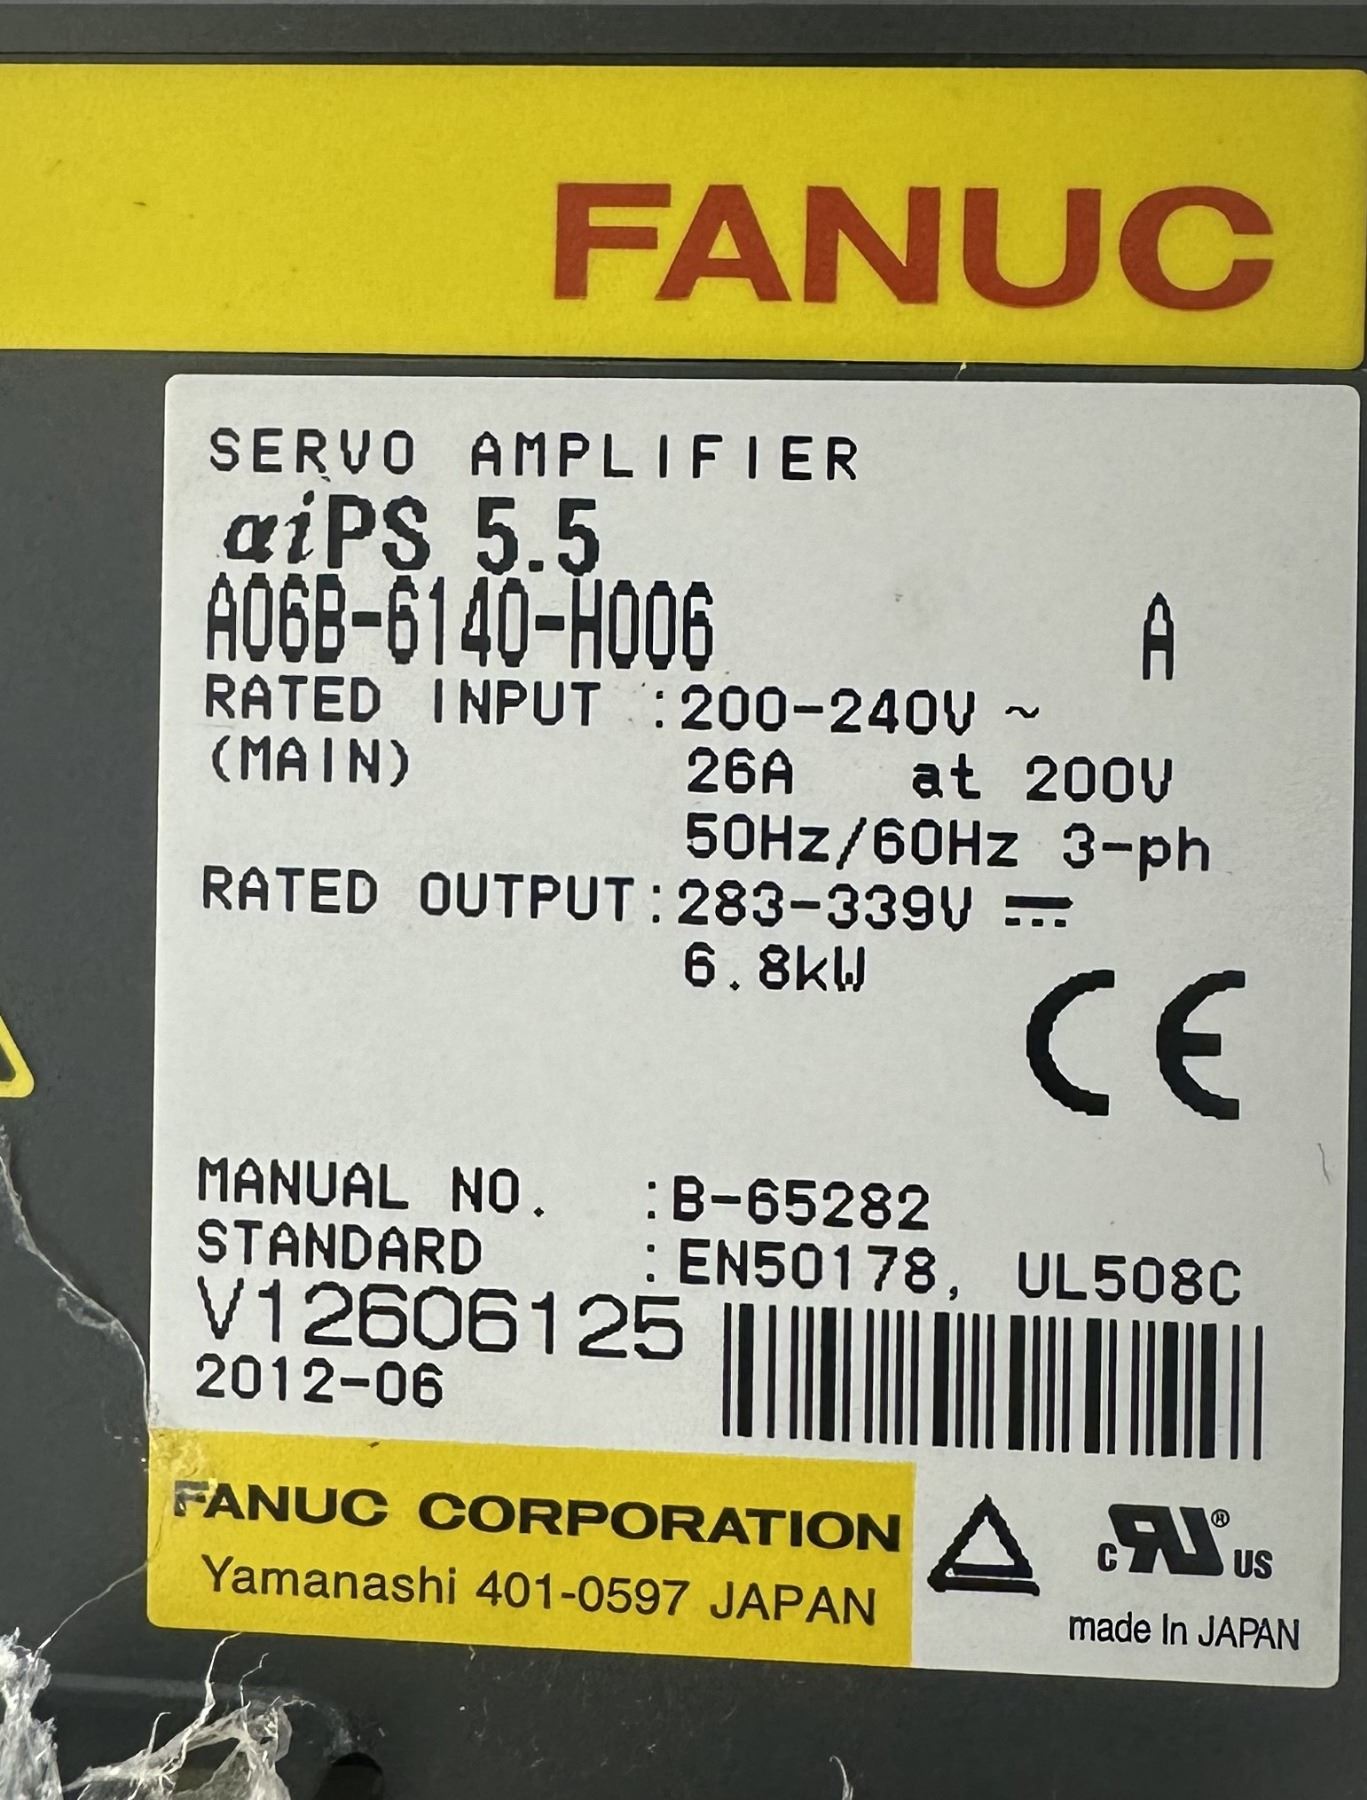 FANUC
SERVO AMPLIFIER
αiPS 5.5
A06B-6140-H006 A
RATED INPUT :200-240V ~
(MAIN) 26A at 200V
50Hz/60Hz 3-ph
RATED OUTPUT:283-339V ⎓
6.8kW
CE
MANUAL NO. :B-65282
STANDARD :EN50178, UL508C
V12606125
2012-06
FANUC CORPORATION
Yamanashi 401-0597 JAPAN
c RU ® US
made In JAPAN